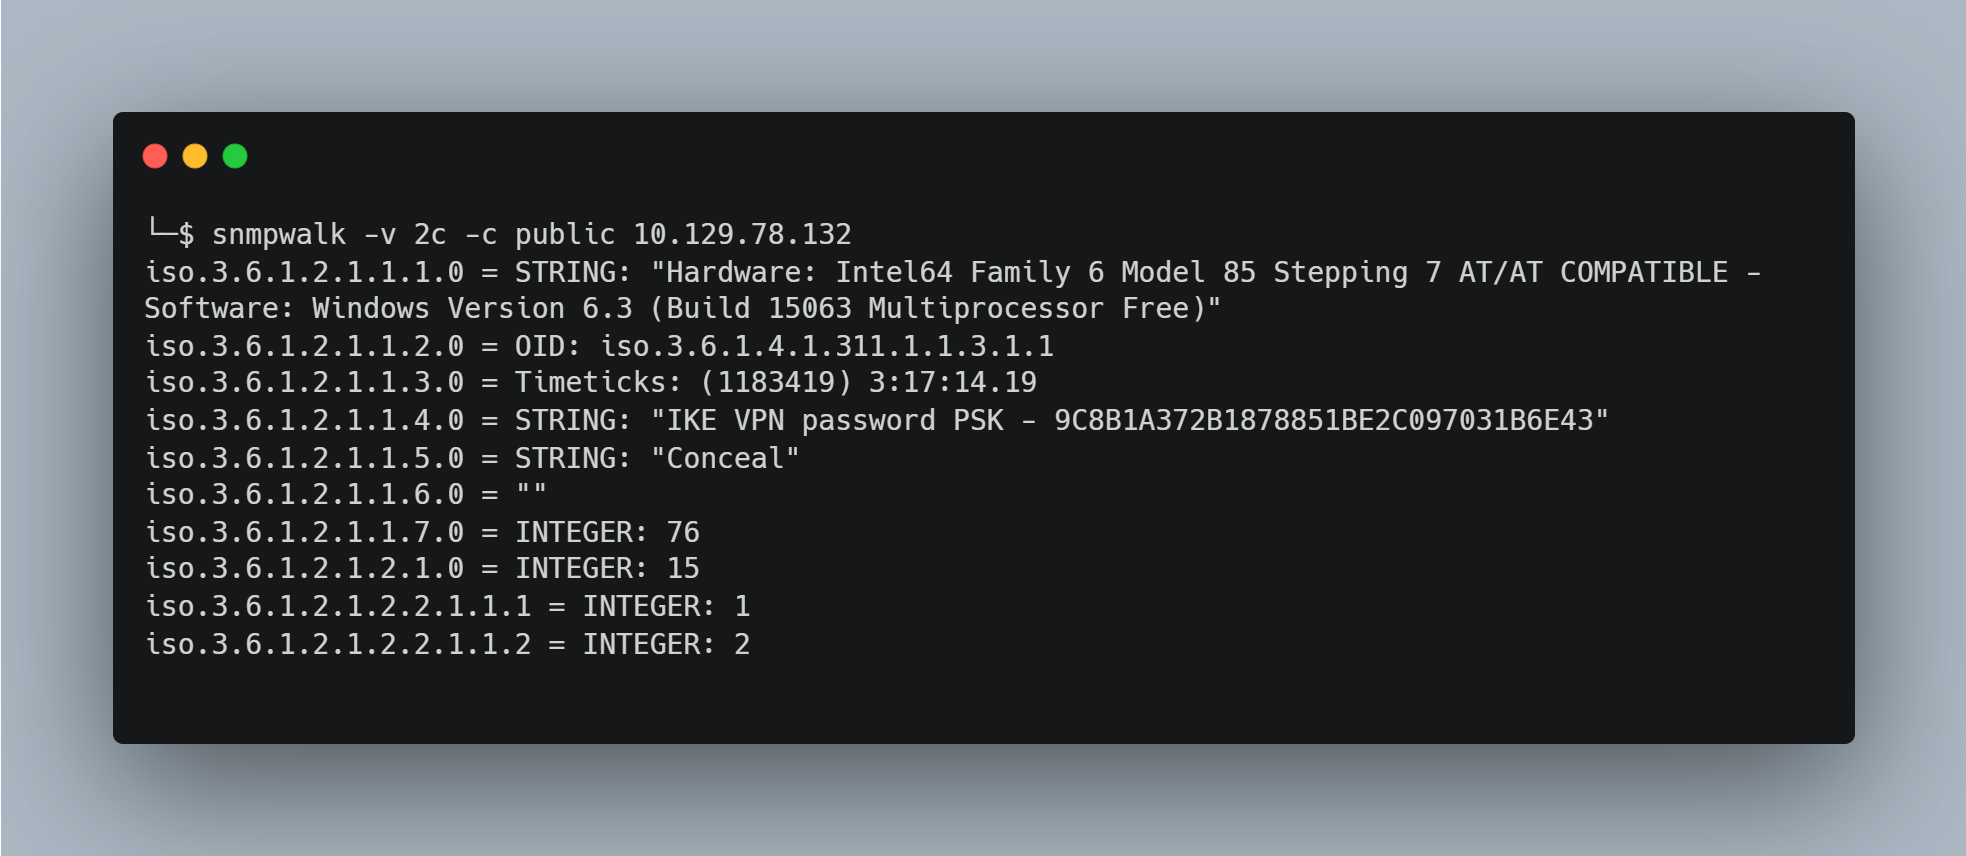 └─$ snmpwalk -v 2c -c public 10.129.78.132
iso.3.6.1.2.1.1.1.0 = STRING: "Hardware: Intel64 Family 6 Model 85 Stepping 7 AT/AT COMPATIBLE -
Software: Windows Version 6.3 (Build 15063 Multiprocessor Free)"
iso.3.6.1.2.1.1.2.0 = OID: iso.3.6.1.4.1.311.1.1.3.1.1
iso.3.6.1.2.1.1.3.0 = Timeticks: (1183419) 3:17:14.19
iso.3.6.1.2.1.1.4.0 = STRING: "IKE VPN password PSK - 9C8B1A372B1878851BE2C097031B6E43"
iso.3.6.1.2.1.1.5.0 = STRING: "Conceal"
iso.3.6.1.2.1.1.6.0 = ""
iso.3.6.1.2.1.1.7.0 = INTEGER: 76
iso.3.6.1.2.1.2.1.0 = INTEGER: 15
iso.3.6.1.2.1.2.2.1.1.1 = INTEGER: 1
iso.3.6.1.2.1.2.2.1.1.2 = INTEGER: 2